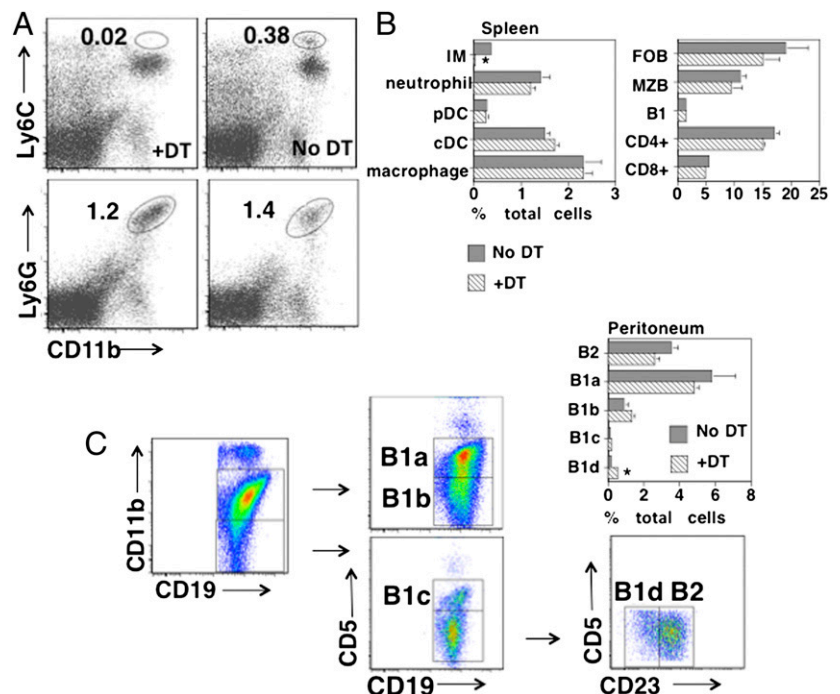 A
Ly6C
0.02
+DT
0.38
No DT
Ly6G
1.2
1.4
CD11b
B
Spleen
IM
*
neutrophil
pDC
cDC
macrophage
0 1 2 3
% total cells
FOB
MZB
B1
CD4+
CD8+
0 5 10 15 20 25
No DT
+DT
Peritoneum
B2
B1a
B1b
B1c
B1d
*
No DT
+DT
0 2 4 6 8
% total cells
C
CD11b
CD19
B1a
B1b
B1c
CD5
CD19
B1d B2
CD5
CD23